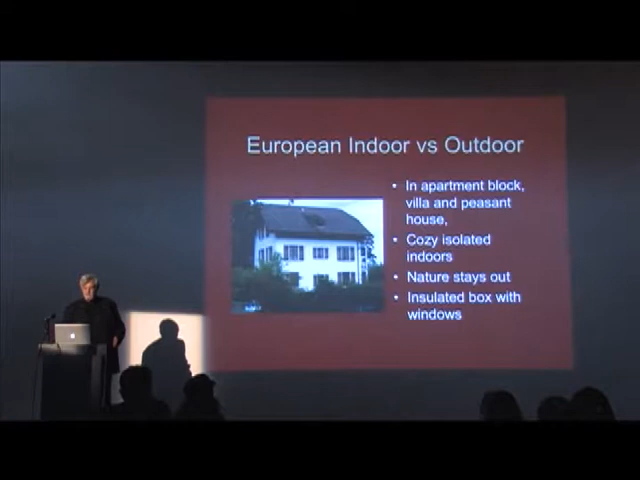 European Indoor vs Outdoor
• In apartment block,
villa and peasant
house,
• Cozy isolated
indoors
• Nature stays out
• Insulated box with
windows